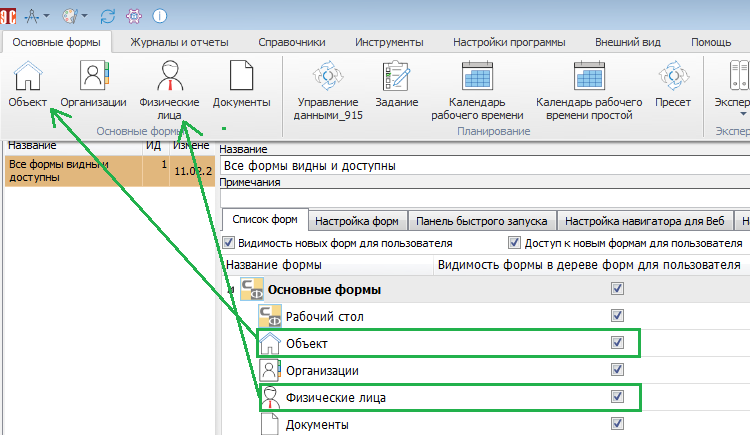 Основные формы Журналы и отчеты Справочники Инструменты Настройки программы Внешний вид Помощь
Объект Организации Физические лица Документы Управление данными_915 Задание Календарь рабочего времени Календарь рабочего времени простой Пресет
Основные формы Планирование
Название ИД Измене
Все формы видны и доступны 1 11.02.2
Название
Все формы видны и доступны
Примечания
Список форм Настройка форм Панель быстрого запуска Настройка навигатора для Веб
Видимость новых форм для пользователя Доступ к новым формам для пользователя
Название формы Видимость формы в дереве форм для пользователя
Основные формы
Рабочий стол
Объект
Организации
Физические лица
Документы